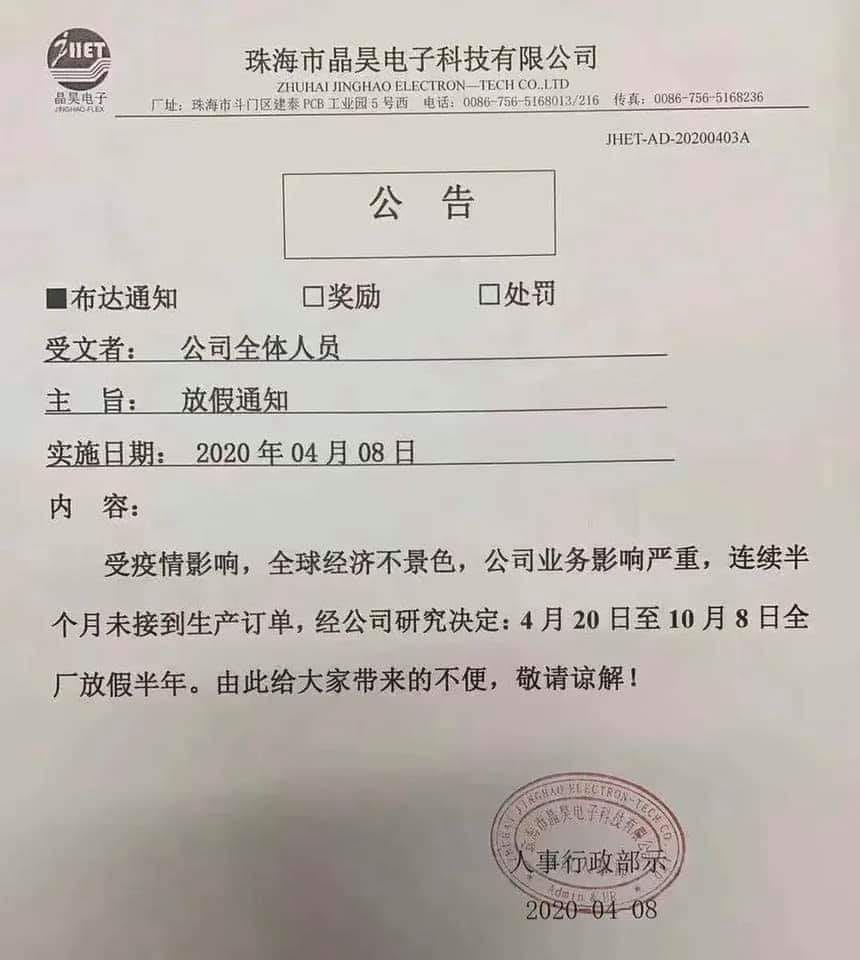 JHET
晶昊电子
JINGHAO-FLEX
珠海市晶昊电子科技有限公司
ZHUHAI JINGHAO ELECTRON—TECH CO.,LTD
厂址：珠海市斗门区建泰 PCB 工业园 5 号西 电话：0086-756-5168013/216 传真：0086-756-5168236
JHET-AD-20200403A
公 告
■布达通知 □奖励 □处罚
受文者： 公司全体人员
主 旨： 放假通知
实施日期： 2020 年 04 月 08 日
内 容：
受疫情影响，全球经济不景色，公司业务影响严重，连续半
个月未接到生产订单，经公司研究决定：4 月 20 日至 10 月 8 日全
厂放假半年。由此给大家带来的不便，敬请谅解！
ZHUHAI JINGHAO ELECTRON-TECH CO
珠海市晶昊电子科技有限公司
人事行政部示
Admin & HR
2020-04-08